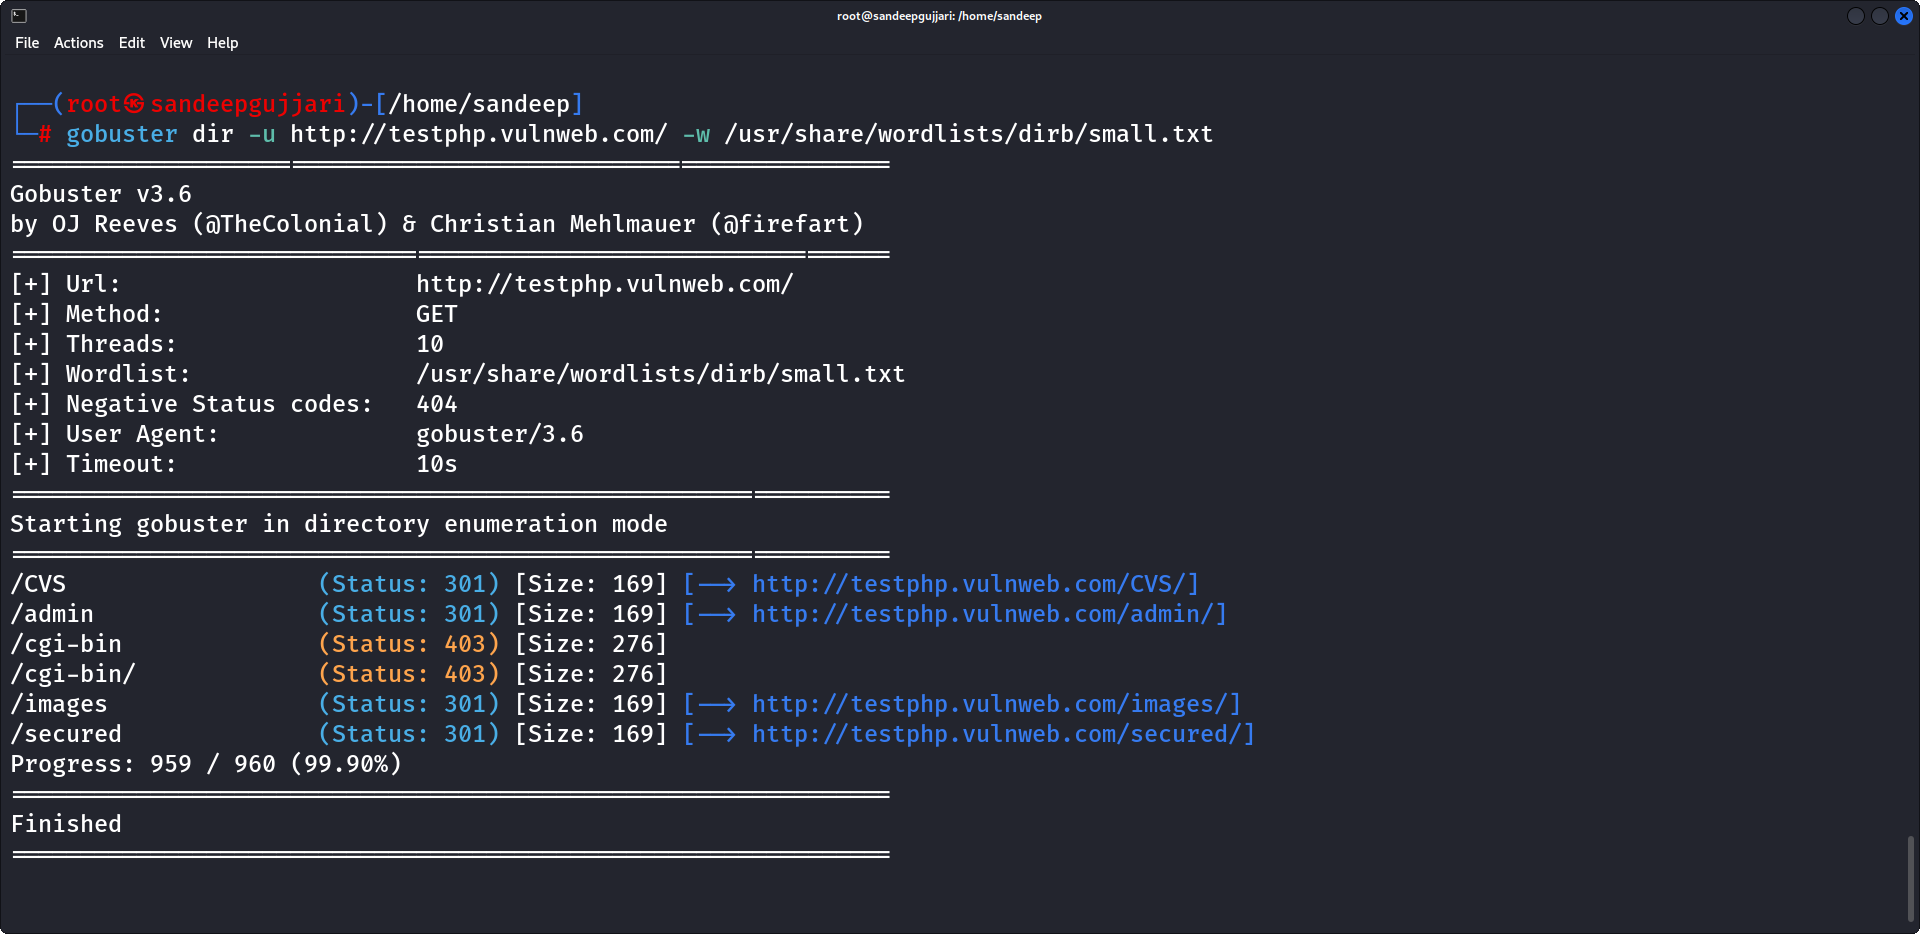 root@sandeepgujjari: /home/sandeep
File Actions Edit View Help
┌──(root㉿sandeepgujjari)-[/home/sandeep]
└─# gobuster dir -u http://testphp.vulnweb.com/ -w /usr/share/wordlists/dirb/small.txt
===============================================================
Gobuster v3.6
by OJ Reeves (@TheColonial) & Christian Mehlmauer (@firefart)
===============================================================
[+] Url:                     http://testphp.vulnweb.com/
[+] Method:                  GET
[+] Threads:                 10
[+] Wordlist:                /usr/share/wordlists/dirb/small.txt
[+] Negative Status codes:   404
[+] User Agent:              gobuster/3.6
[+] Timeout:                 10s
===============================================================
Starting gobuster in directory enumeration mode
===============================================================
/CVS                  (Status: 301) [Size: 169] [--> http://testphp.vulnweb.com/CVS/]
/admin                (Status: 301) [Size: 169] [--> http://testphp.vulnweb.com/admin/]
/cgi-bin              (Status: 403) [Size: 276]
/cgi-bin/             (Status: 403) [Size: 276]
/images               (Status: 301) [Size: 169] [--> http://testphp.vulnweb.com/images/]
/secured              (Status: 301) [Size: 169] [--> http://testphp.vulnweb.com/secured/]
Progress: 959 / 960 (99.90%)
===============================================================
Finished
===============================================================